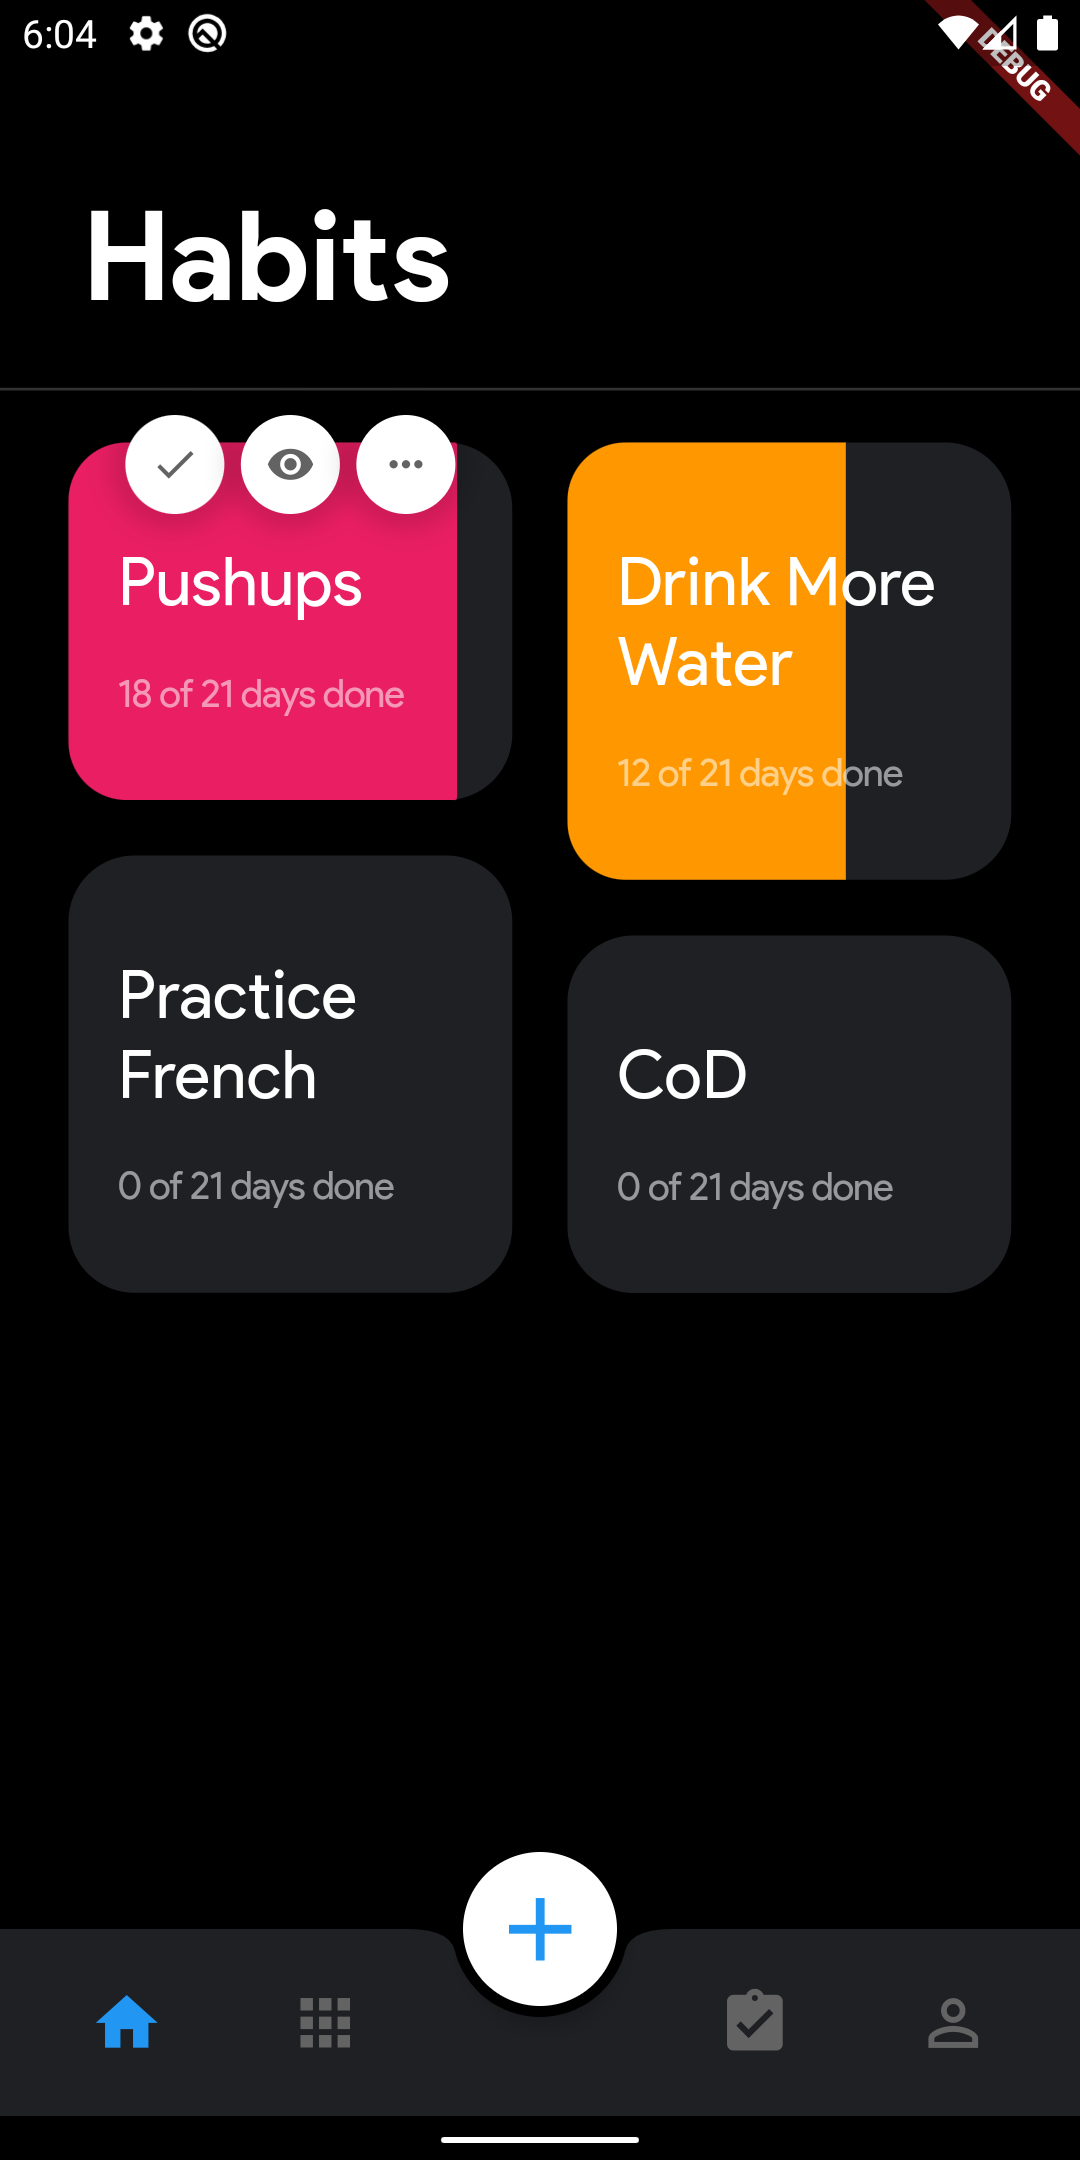 6:04
DEBUG
Habits
Pushups
18 of 21 days done
Drink More
Water
12 of 21 days done
Practice
French
0 of 21 days done
CoD
0 of 21 days done